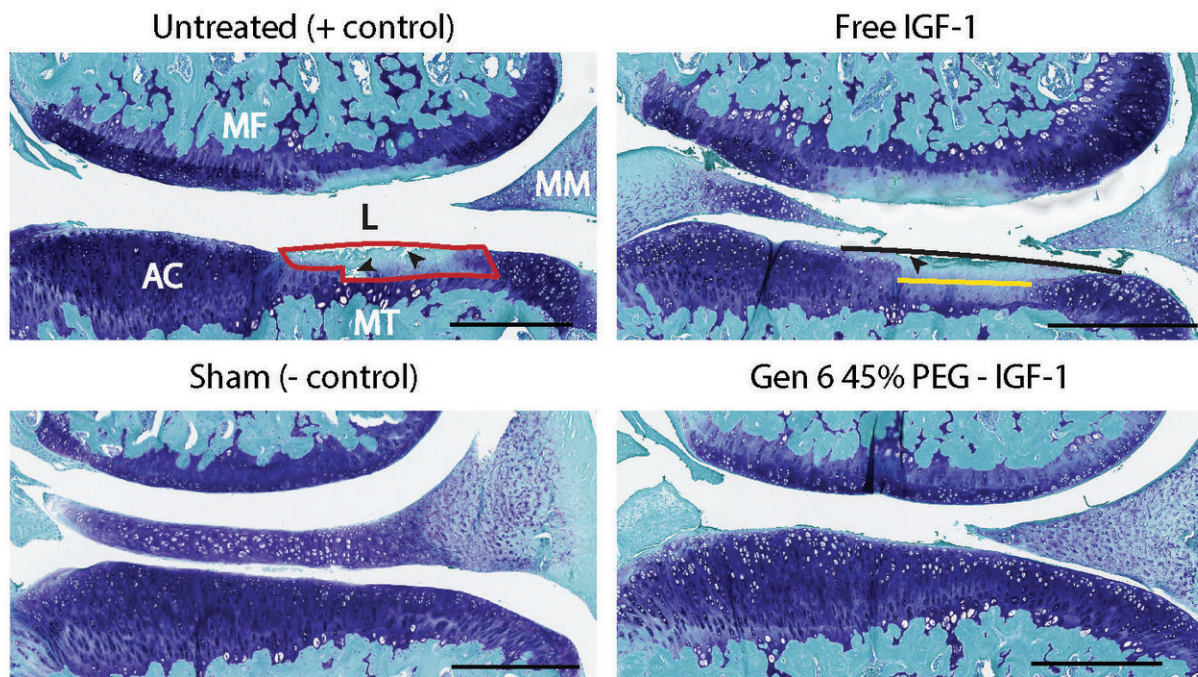 Untreated (+ control)
Free IGF-1
MF
MM
L
AC
MT
Sham (- control)
Gen 6 45% PEG - IGF-1